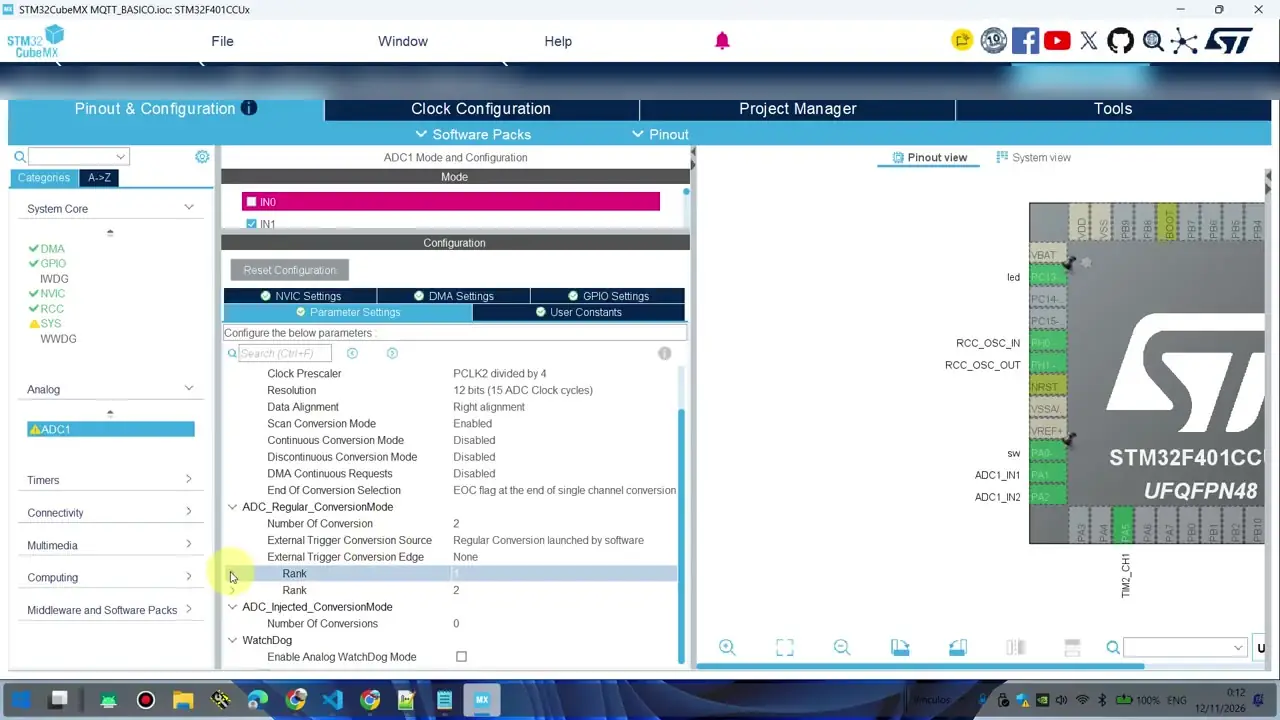 STM32CubeMX MQTT_BASICO.ioc: STM32F401CCUx
STM32
CubeMX
File
Window
Help
10
ST
Pinout & Configuration
Clock Configuration
Project Manager
Tools
Software Packs
Pinout
Categories
A->Z
System Core
DMA
GPIO
IWDG
NVIC
RCC
SYS
WWDG
Analog
ADC1
Timers
Connectivity
Multimedia
Computing
Middleware and Software Packs
ADC1 Mode and Configuration
Mode
IN0
IN1
Configuration
Reset Configuration
NVIC Settings
DMA Settings
GPIO Settings
Parameter Settings
User Constants
Configure the below parameters :
Search (Ctrl+F)
Clock Prescaler PCLK2 divided by 4
Resolution 12 bits (15 ADC Clock cycles)
Data Alignment Right alignment
Scan Conversion Mode Enabled
Continuous Conversion Mode Disabled
Discontinuous Conversion Mode Disabled
DMA Continuous Requests Disabled
End Of Conversion Selection EOC flag at the end of single channel conversion
ADC_Regular_ConversionMode
Number Of Conversion 2
External Trigger Conversion Source Regular Conversion launched by software
External Trigger Conversion Edge None
Rank 1
Rank 2
ADC_Injected_ConversionMode
Number Of Conversions 0
WatchDog
Enable Analog WatchDog Mode
Pinout view
System view
VDD
VSS
PB9
PB8
BOOT
PB7
PB6
PB5
PB4
VBAT
led PC13-
PC14-
PC15-
RCC_OSC_IN PH0-
RCC_OSC_OUT PH1-
NRST
VSSA/
VREF+
sw PA0-
ADC1_IN1 PA1
ADC1_IN2 PA2
STM32F401CC
UFQFPN48
PA3
PA4
PA5
PA6
PA7
PB0
PB1
PB2
PB10
TIM2_CH1
MX
vínculos
100%
ENG
0:12
12/11/2026